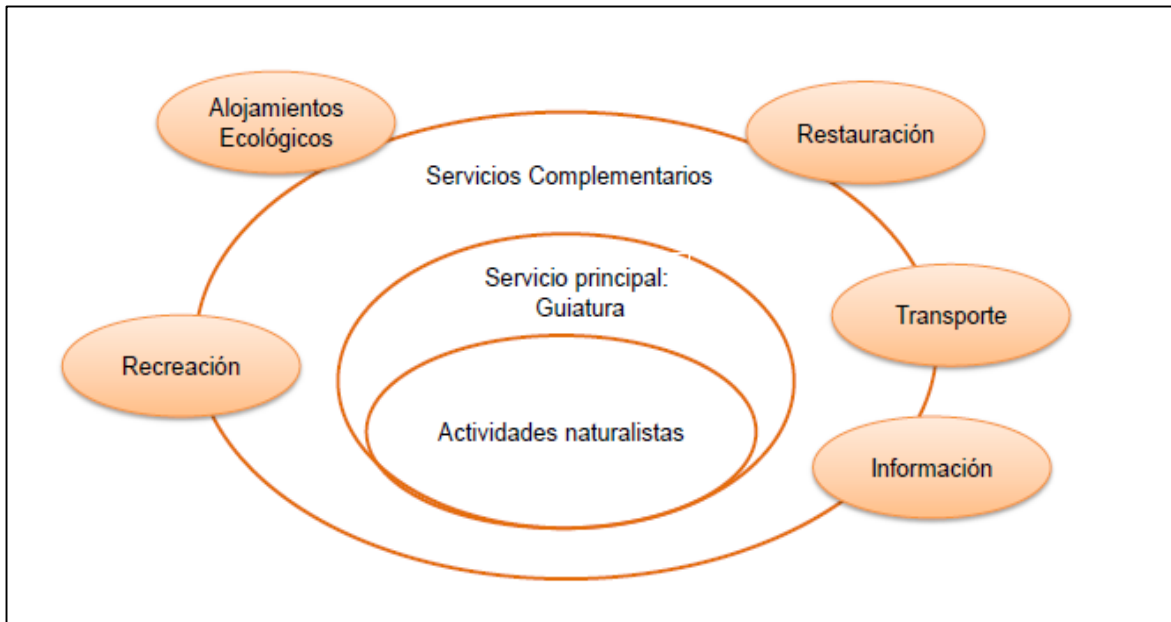 Alojamientos
Ecológicos
Restauración
Servicios Complementarios
Servicio principal:
Guiatura
Transporte
Recreación
Actividades naturalistas
Información